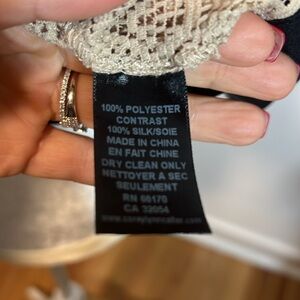 100% POLYESTER
CONTRAST
100% SILK/SOIE
MADE IN CHINA
EN FAIT CHINE
DRY CLEAN ONLY
NETTOYER A SEC
SEULEMENT
RN 66170
CA 32054